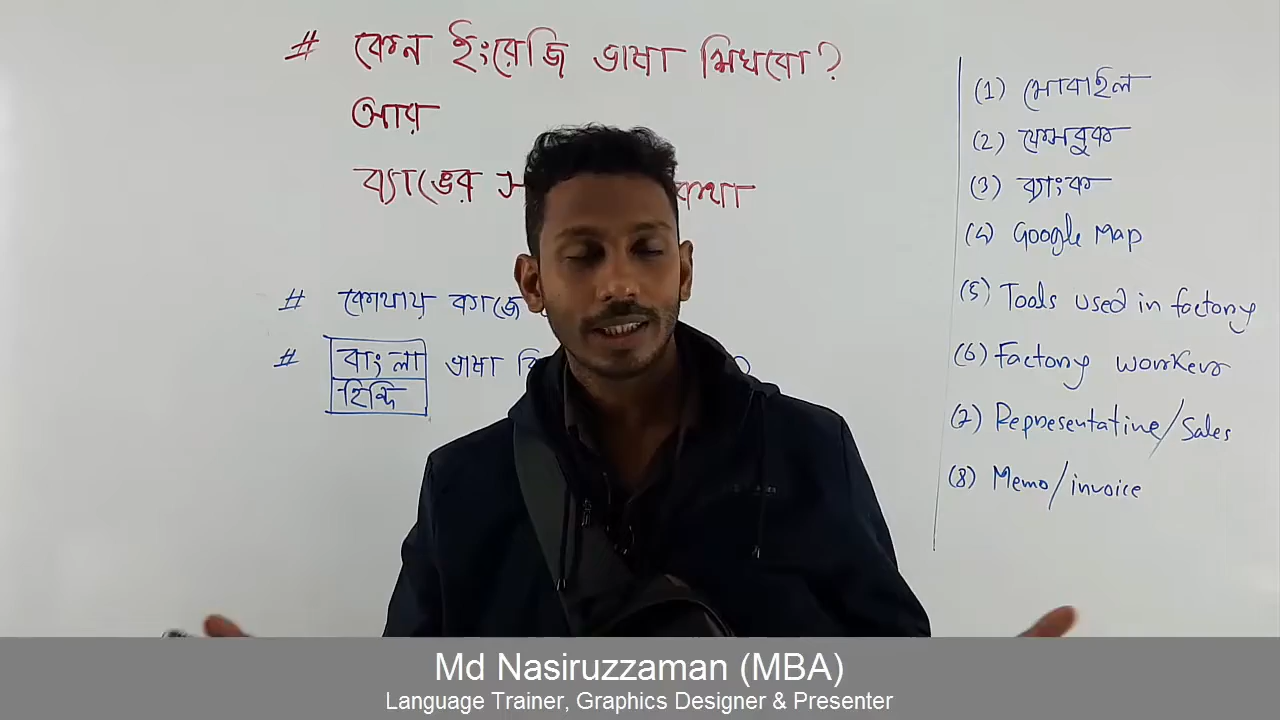 # কেন ইংরেজি ভাষা শিখবো?
আর
ব্যাঙের কথা
# কোথায় কাজে
# বাংলা ভাষা
হিন্দি
(1) মোবাইল
(2) ফেসবুক
(3) ব্যাংক
(4) Google Map
(5) Tools used in factory
(6) Factory workers
(7) Representative/Sales
(8) Memo/invoice
Md Nasiruzzaman (MBA)
Language Trainer, Graphics Designer & Presenter